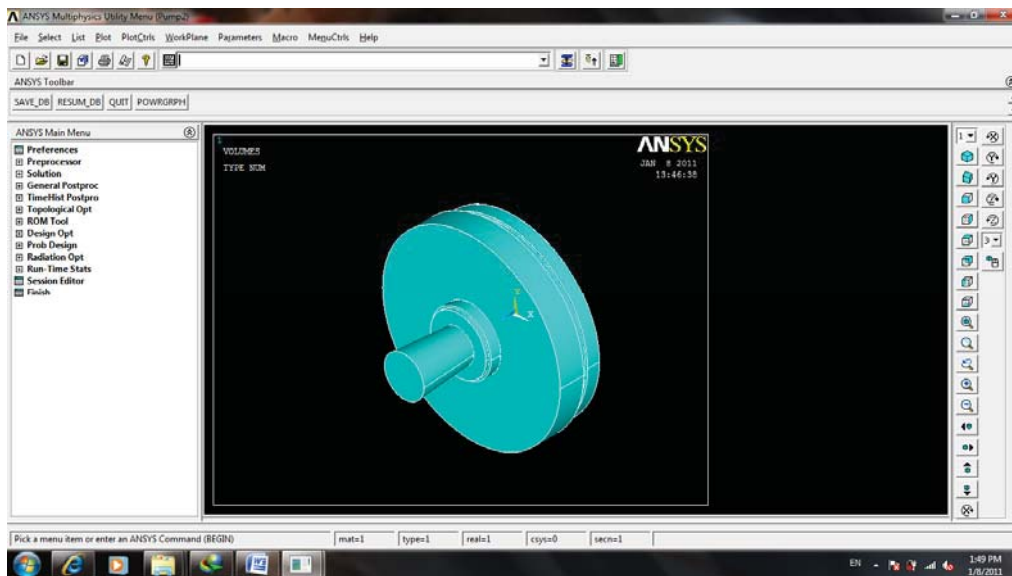 ANSYS Multiphysics Utility Menu (Pump2)
File Select List Plot PlotCtrls WorkPlane Parameters Macro MenuCtrls Help
ANSYS Toolbar
SAVE_DB RESUM_DB QUIT POWRGRPH
ANSYS Main Menu
Preferences
Preprocessor
Solution
General Postproc
TimeHist Postpro
Topological Opt
ROM Tool
Design Opt
Prob Design
Radiation Opt
Run-Time Stats
Session Editor
Finish
1
VOLUMES
TYPE NUM
ANSYS
JAN 8 2011
13:46:38
Z
X
1
3
Pick a menu item or enter an ANSYS Command (BEGIN)
mat=1 type=1 real=1 csys=0 secn=1
EN
1:49 PM
1/8/2011